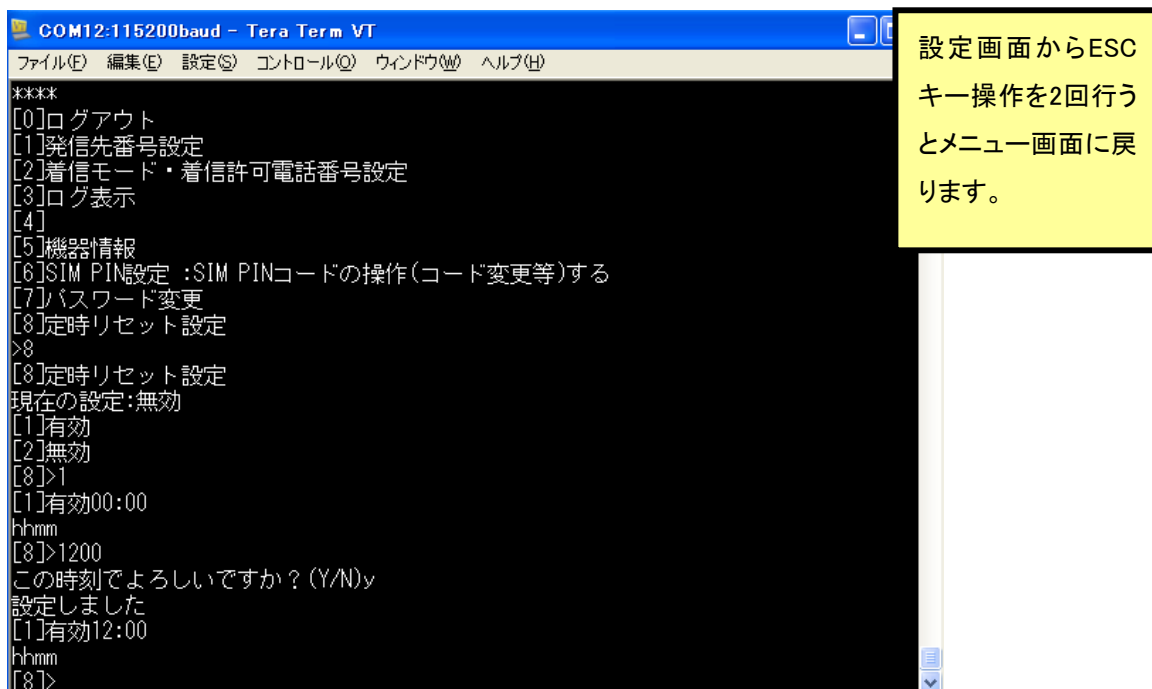 COM12:115200baud - Tera Term VT
ファイル(F) 編集(E) 設定(S) コントロール(O) ウィンドウ(W) ヘルプ(H)
****
[0]ログアウト
[1]発信先番号設定
[2]着信モード・着信許可電話番号設定
[3]ログ表示
[4]
[5]機器情報
[6]SIM PIN設定 :SIM PINコードの操作(コード変更等)する
[7]パスワード変更
[8]定時リセット設定
>8
[8]定時リセット設定
現在の設定:無効
[1]有効
[2]無効
[8]>1
[1]有効00:00
hhmm
[8]>1200
この時刻でよろしいですか？(Y/N)y
設定しました
[1]有効12:00
hhmm
[8]>
設定画面からESC
キー操作を2回行う
とメニュー画面に戻
ります。